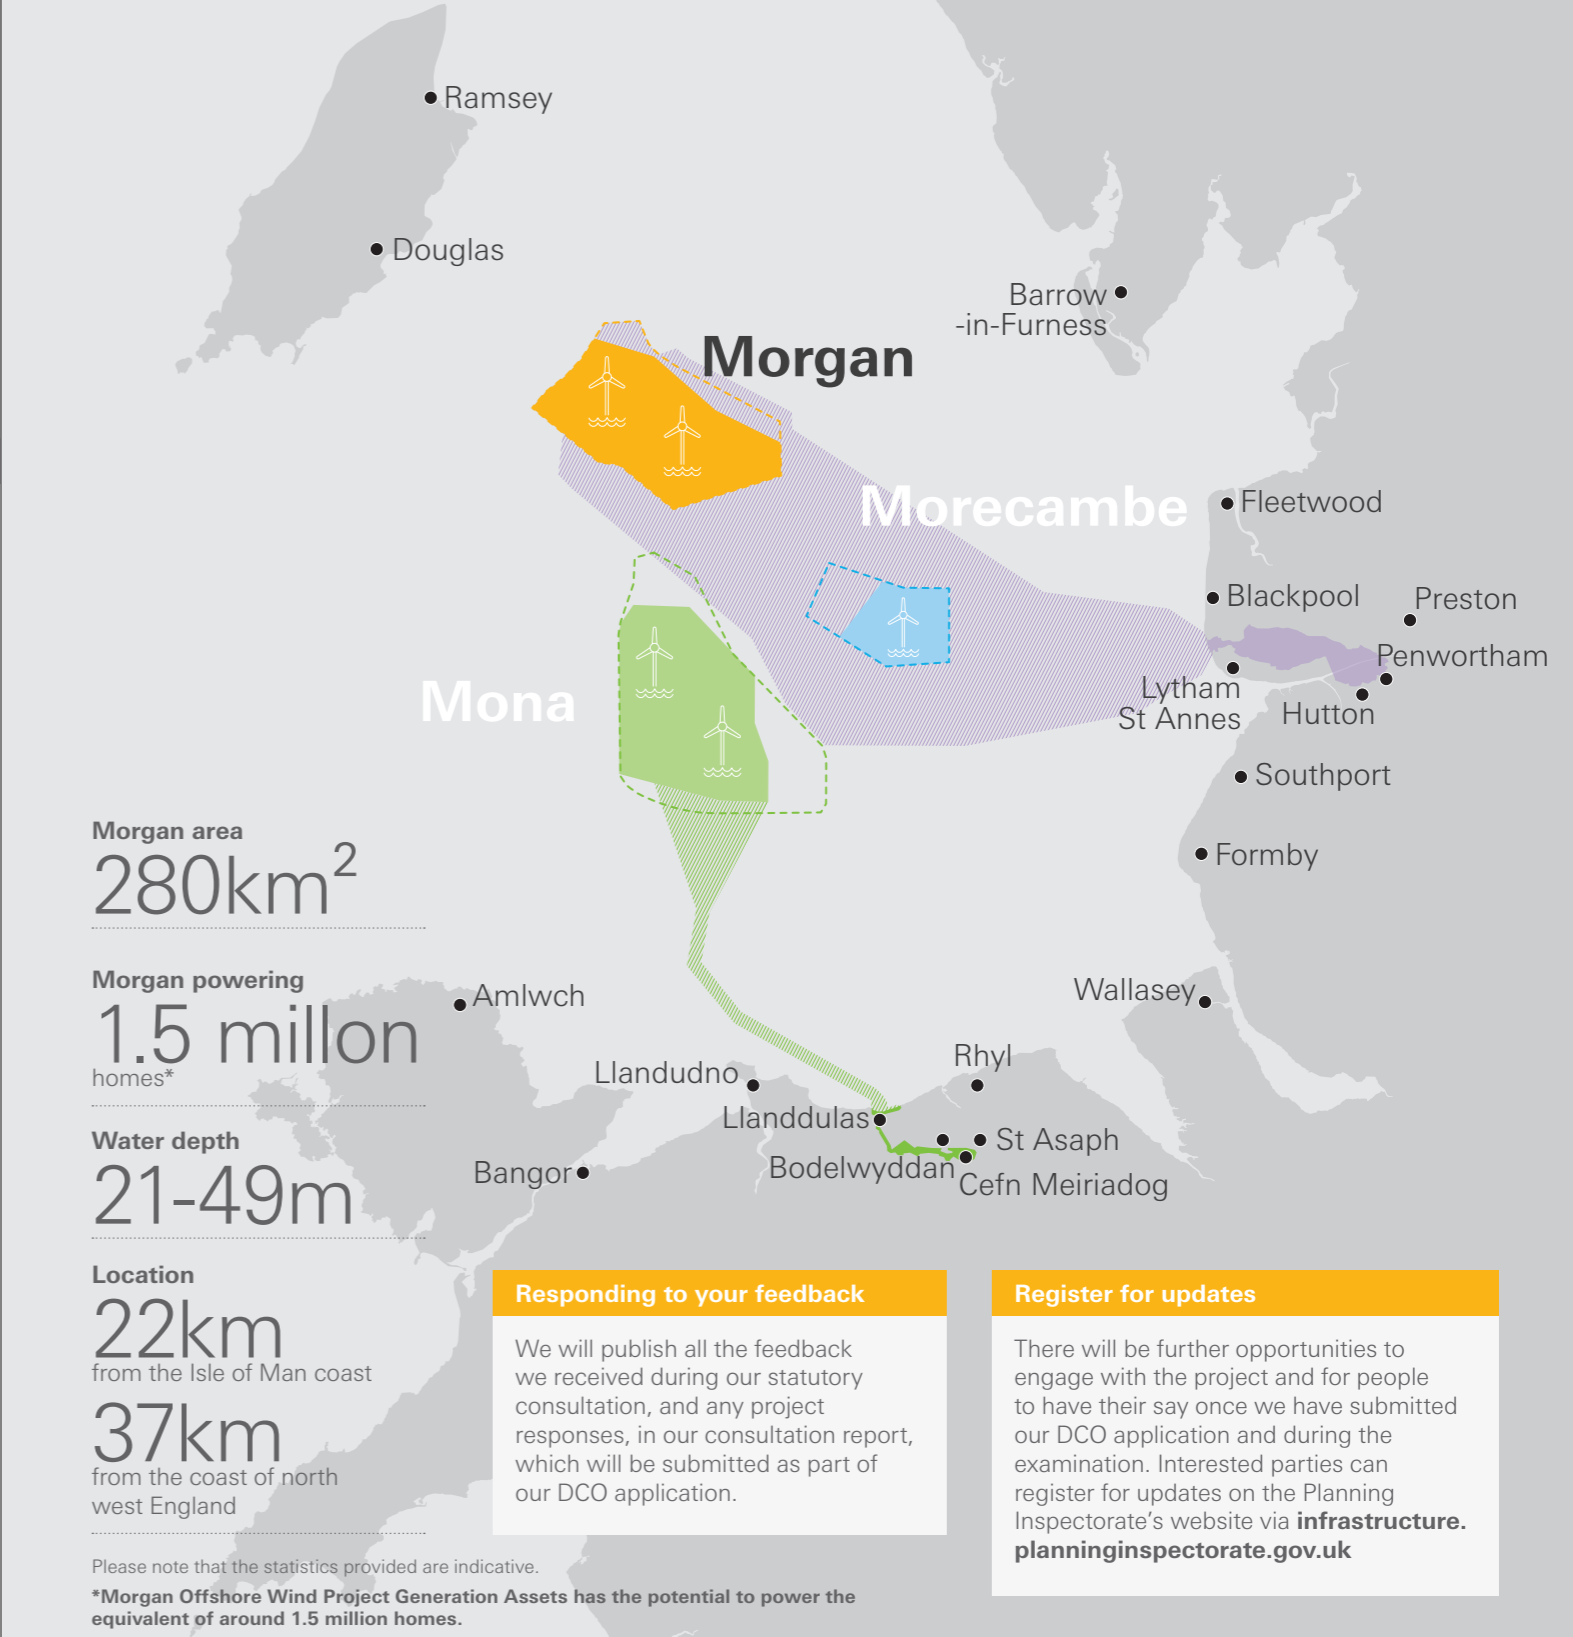 Ramsey
Douglas
Barrow
-in-Furness
Morgan
Morecambe
Fleetwood
Blackpool
Preston
Penwortham
Lytham
St Annes
Hutton
Mona
Southport
Formby
Morgan area
280km²
Morgan powering
1.5 millon
homes*
Water depth
21-49m
Location
22km
from the Isle of Man coast
37km
from the coast of north
west England
Amlwch
Wallasey
Llandudno
Rhyl
Llanddulas
St Asaph
Bodelwyddan
Bangor
Cefn Meiriadog
Responding to your feedback
We will publish all the feedback
we received during our statutory
consultation, and any project
responses, in our consultation report,
which will be submitted as part of
our DCO application.
Register for updates
There will be further opportunities to
engage with the project and for people
to have their say once we have submitted
our DCO application and during the
examination. Interested parties can
register for updates on the Planning
Inspectorate's website via infrastructure.
planninginspectorate.gov.uk
Please note that the statistics provided are indicative.
*Morgan Offshore Wind Project Generation Assets has the potential to power the
equivalent of around 1.5 million homes.